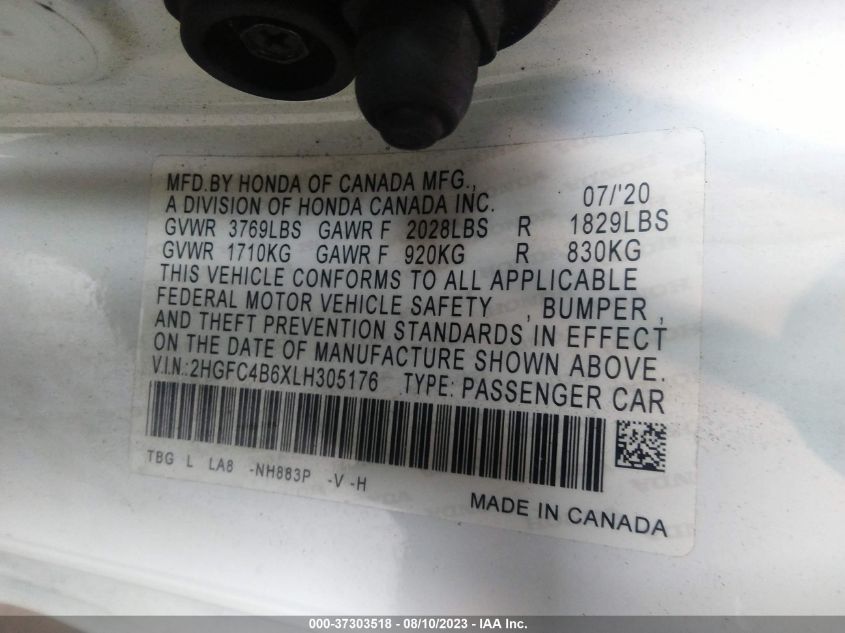 MFD.BY HONDA OF CANADA MFG., 07/'20
A DIVISION OF HONDA CANADA INC.
GVWR 3769LBS GAWR F 2028LBS R 1829LBS
GVWR 1710KG GAWR F 920KG R 830KG
THIS VEHICLE CONFORMS TO ALL APPLICABLE
FEDERAL MOTOR VEHICLE SAFETY , BUMPER ,
AND THEFT PREVENTION STANDARDS IN EFFECT
ON THE DATE OF MANUFACTURE SHOWN ABOVE.
V.I.N.:2HGFC4B6XLH305176 TYPE: PASSENGER CAR
TBG L LA8 -NH883P -V -H
MADE IN CANADA
000-37303518 - 08/10/2023 - IAA Inc.